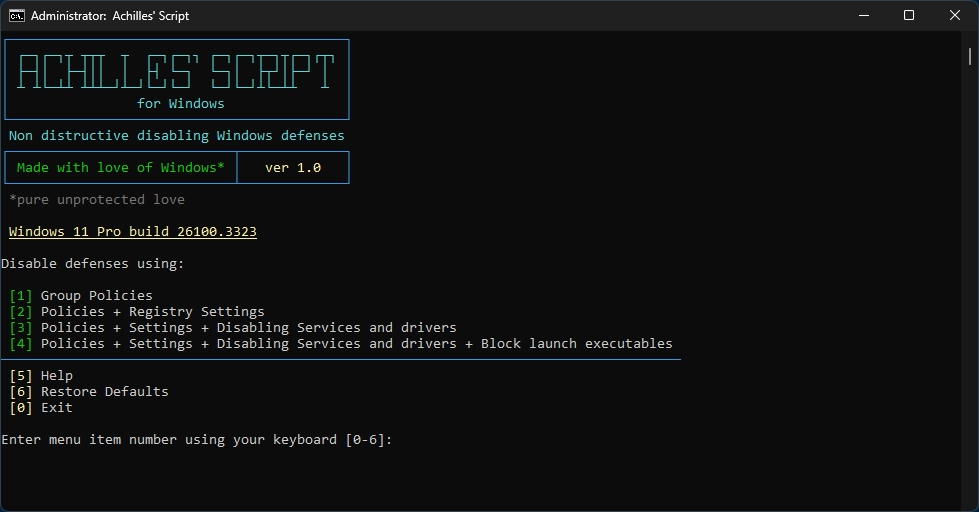 Administrator: Achilles' Script
ACHILLES SCRIPT
for Windows
Non distructive disabling Windows defenses
Made with love of Windows* ver 1.0
*pure unprotected love
Windows 11 Pro build 26100.3323
Disable defenses using:
[1] Group Policies
[2] Policies + Registry Settings
[3] Policies + Settings + Disabling Services and drivers
[4] Policies + Settings + Disabling Services and drivers + Block launch executables
[5] Help
[6] Restore Defaults
[0] Exit
Enter menu item number using your keyboard [0-6]: